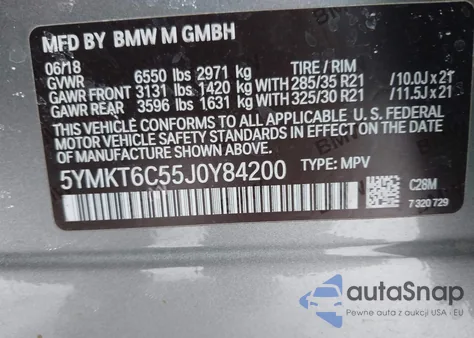 MFD BY BMW M GMBH
06/18 TIRE / RIM
GVWR 6550 lbs 2971 kg
GAWR FRONT 3131 lbs 1420 kg WITH 285/35 R21 /10.0J x 21
GAWR REAR 3596 lbs 1631 kg WITH 325/30 R21 /11.5J x 21
THIS VEHICLE CONFORMS TO ALL APPLICABLE U.S. FEDERAL
MOTOR VEHICLE SAFETY STANDARDS IN EFFECT
ON THE DATE OF MANUFACTURE SHOWN ABOVE.
5YMKT6C55J0Y84200 TYPE: MPV
C28M
7 320 729
autoSnap
Pewne auta z aukcji USA i EU